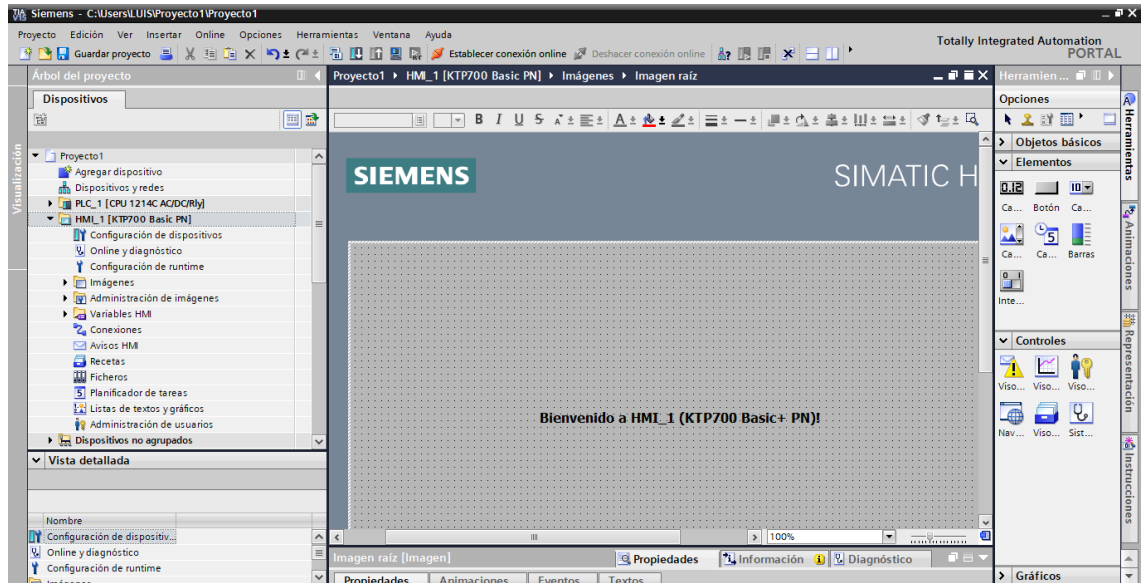 Siemens - C:\Users\LUIS\Proyecto1\Proyecto1
Proyecto Edición Ver Insertar Online Opciones Herramientas Ventana Ayuda
Totally Integrated Automation
PORTAL
Guardar proyecto
Establecer conexión online
Deshacer conexión online
Árbol del proyecto
Proyecto1 HMI_1 [KTP700 Basic PN] Imágenes Imagen raíz
Herramien...
Dispositivos
Opciones
Visualización
Proyecto1
Agregar dispositivo
Dispositivos y redes
PLC_1 [CPU 1214C AC/DC/Rly]
HMI_1 [KTP700 Basic PN]
Configuración de dispositivos
Online y diagnóstico
Configuración de runtime
Imágenes
Administración de imágenes
Variables HMI
Conexiones
Avisos HMI
Recetas
Ficheros
Planificador de tareas
Listas de textos y gráficos
Administración de usuarios
Dispositivos no agrupados
Vista detallada
Nombre
Configuración de dispositiv...
Online y diagnóstico
Configuración de runtime
B I U S A
SIEMENS
SIMATIC H
Bienvenido a HMI_1 (KTP700 Basic+ PN)!
100%
Imagen raíz [Imagen]
Propiedades Información Diagnóstico
Propiedades Animaciones Eventos Textos
Objetos básicos
Elementos
0.12 10
Ca... Botón Ca...
5
Ca... Ca... Barras
0 1
Inte...
Controles
Viso... Viso... Viso...
Nav... Viso... Sist...
Gráficos
Herramientas
Animaciones
Representación
Instrucciones